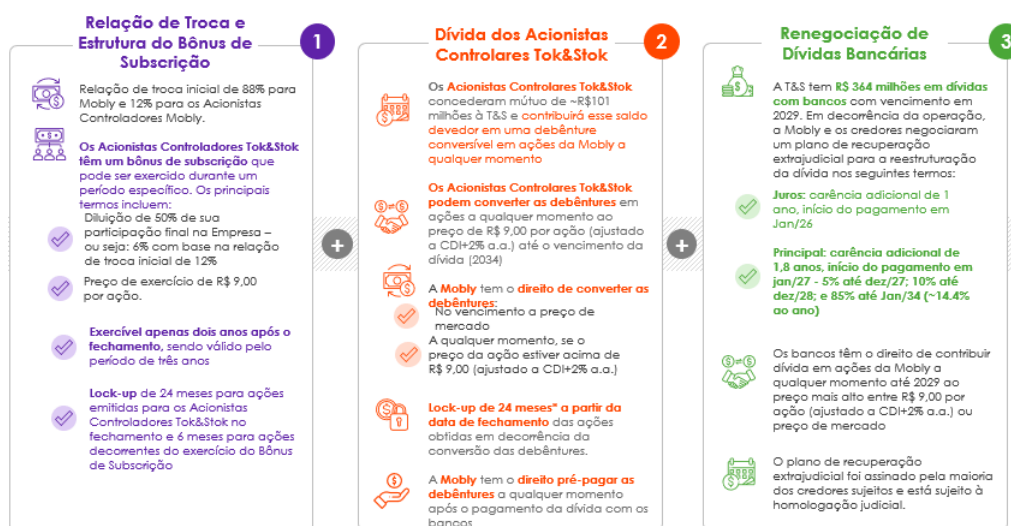 Relação de Troca e
Estrutura do Bônus de
Subscrição
1
Relação de troca inicial de 88% para
Mobly e 12% para os Acionistas
Controladores Mobly.
Os Acionistas Controladores Tok&Stok
têm um bônus de subscrição que
pode ser exercido durante um
período específico. Os principais
termos incluem:
Diluição de 50% de sua
participação final na Empresa –
ou seja: 6% com base na relação
de troca inicial de 12%
Preço de exercício de R$ 9,00
por ação.
Exercível apenas dois anos após o
fechamento, sendo válido pelo
período de três anos
Lock-up de 24 meses para ações
emitidas para os Acionistas
Controladores Tok&Stok no
fechamento e 6 meses para ações
decorrentes do exercício do Bônus
de Subscrição
+
Dívida dos Acionistas
Controlares Tok&Stok
2
Os Acionistas Controlares Tok&Stok
concederam mútuo de ~R$101
milhões à T&S e contribuirá esse saldo
devedor em uma debênture
conversível em ações da Mobly a
qualquer momento
Os Acionistas Controlares Tok&Stok
podem converter as debêntures em
ações a qualquer momento ao
preço de R$ 9,00 por ação (ajustado
a CDI+2% a.a.) até o vencimento da
dívida (2034)
A Mobly tem o direito de converter as
debêntures:
No vencimento a preço de
mercado
A qualquer momento, se o
preço da ação estiver acima de
R$ 9,00 (ajustado a CDI+2% a.a.)
Lock-up de 24 meses* a partir da
data de fechamento das ações
obtidas em decorrência da
conversão das debêntures.
A Mobly tem o direito pré-pagar as
debêntures a qualquer momento
após o pagamento da dívida com os
bancos
+
Renegociação de
Dívidas Bancárias
3
A T&S tem R$ 364 milhões em dívidas
com bancos com vencimento em
2029. Em decorrência da operação,
a Mobly e os credores negociaram
um plano de recuperação
extrajudicial para a reestruturação
da dívida nos seguintes termos:
Juros: carência adicional de 1
ano, início do pagamento em
Jan/26
Principal: carência adicional de
1,8 anos, início do pagamento em
jan/27 - 5% até dez/27; 10% até
dez/28; e 85% até Jan/34 (~14.4%
ao ano)
Os bancos têm o direito de contribuir
dívida em ações da Mobly a
qualquer momento até 2029 ao
preço mais alto entre R$ 9,00 por
ação (ajustado a CDI+2% a.a.) ou
preço de mercado
O plano de recuperação
extrajudicial foi assinado pela maioria
dos credores sujeitos e está sujeito à
homologação judicial.